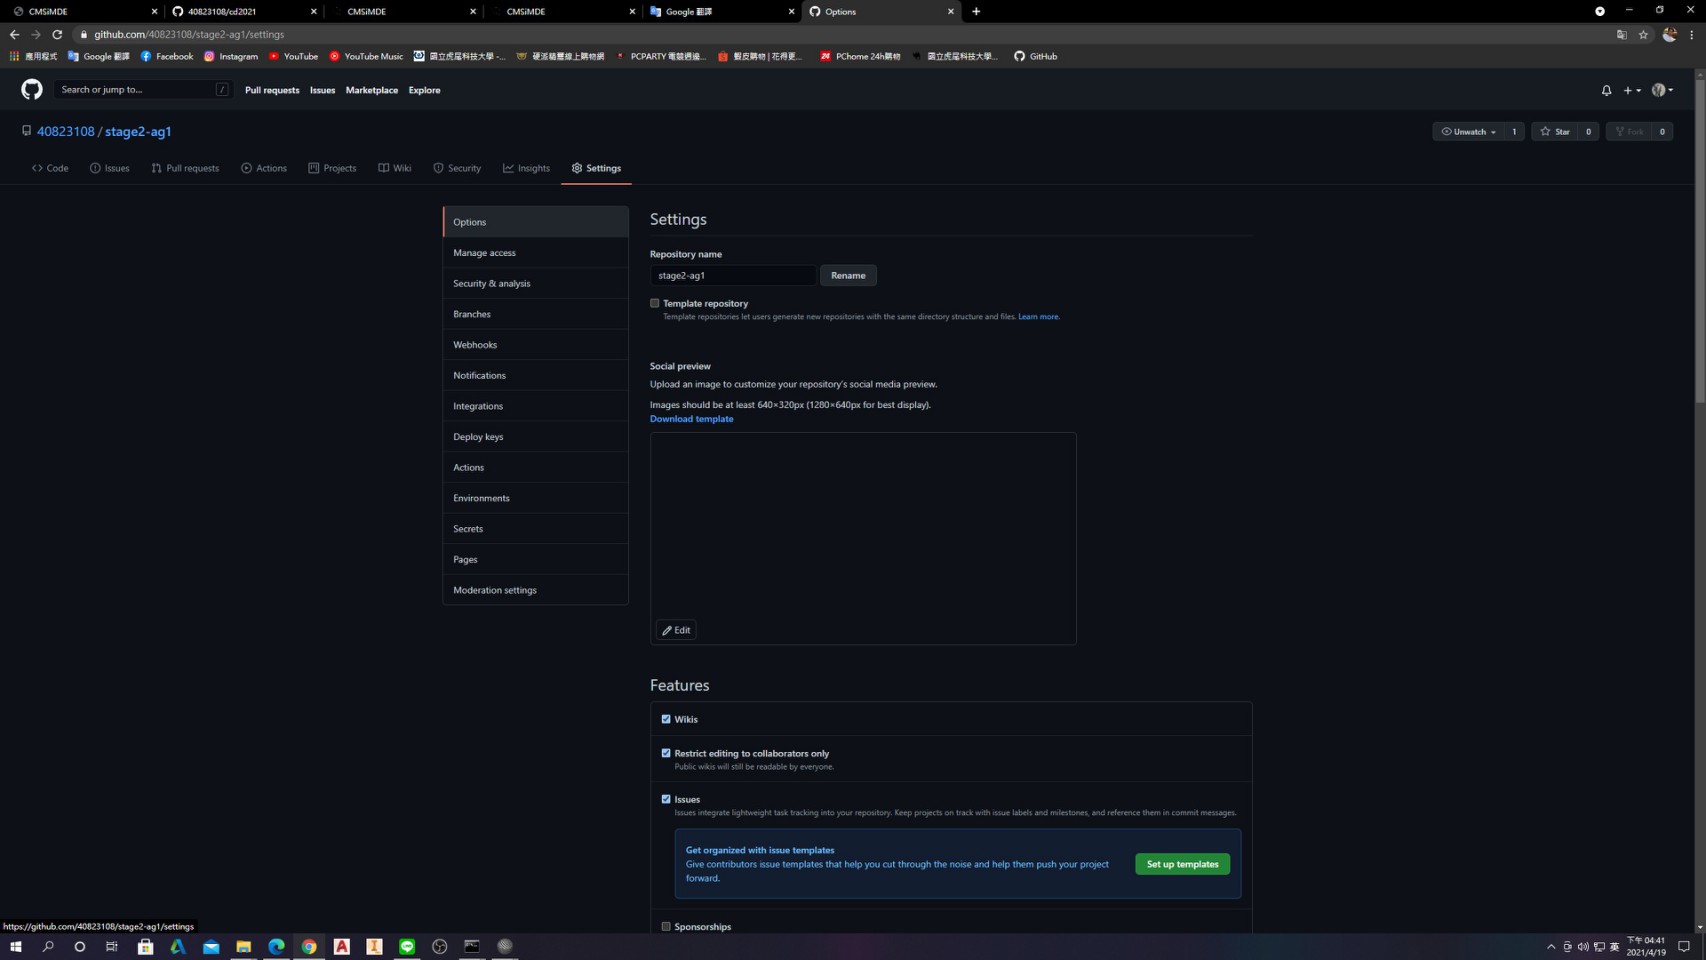 CMSiMDE
40823108/cd2021
CMSiMDE
CMSiMDE
Google 翻譯
Options
github.com/40823108/stage2-ag1/settings
應用程式
Google 翻譯
Facebook
Instagram
YouTube
YouTube Music
國立虎尾科技大學 -...
硬派精璽線上購物網
PCPARTY 電競週邊...
蝦皮購物 | 花得更...
PChome 24h購物
國立虎尾科技大學...
GitHub
Search or jump to... /
Pull requests
Issues
Marketplace
Explore
40823108 / stage2-ag1
Unwatch 1
Star 0
Fork 0
Code
Issues
Pull requests
Actions
Projects
Wiki
Security
Insights
Settings
Options
Manage access
Security & analysis
Branches
Webhooks
Notifications
Integrations
Deploy keys
Actions
Environments
Secrets
Pages
Moderation settings
Settings
Repository name
stage2-ag1
Rename
Template repository
Template repositories let users generate new repositories with the same directory structure and files. Learn more.
Social preview
Upload an image to customize your repository's social media preview.
Images should be at least 640×320px (1280×640px for best display).
Download template
Edit
Features
Wikis
Restrict editing to collaborators only
Public wikis will still be readable by everyone.
Issues
Issues integrate lightweight task tracking into your repository. Keep projects on track with issue labels and milestones, and reference them in commit messages.
Get organized with issue templates
Give contributors issue templates that help you cut through the noise and help them push your project
forward.
Set up templates
Sponsorships
https://github.com/40823108/stage2-ag1/settings
英
下午 04:41
2021/4/19